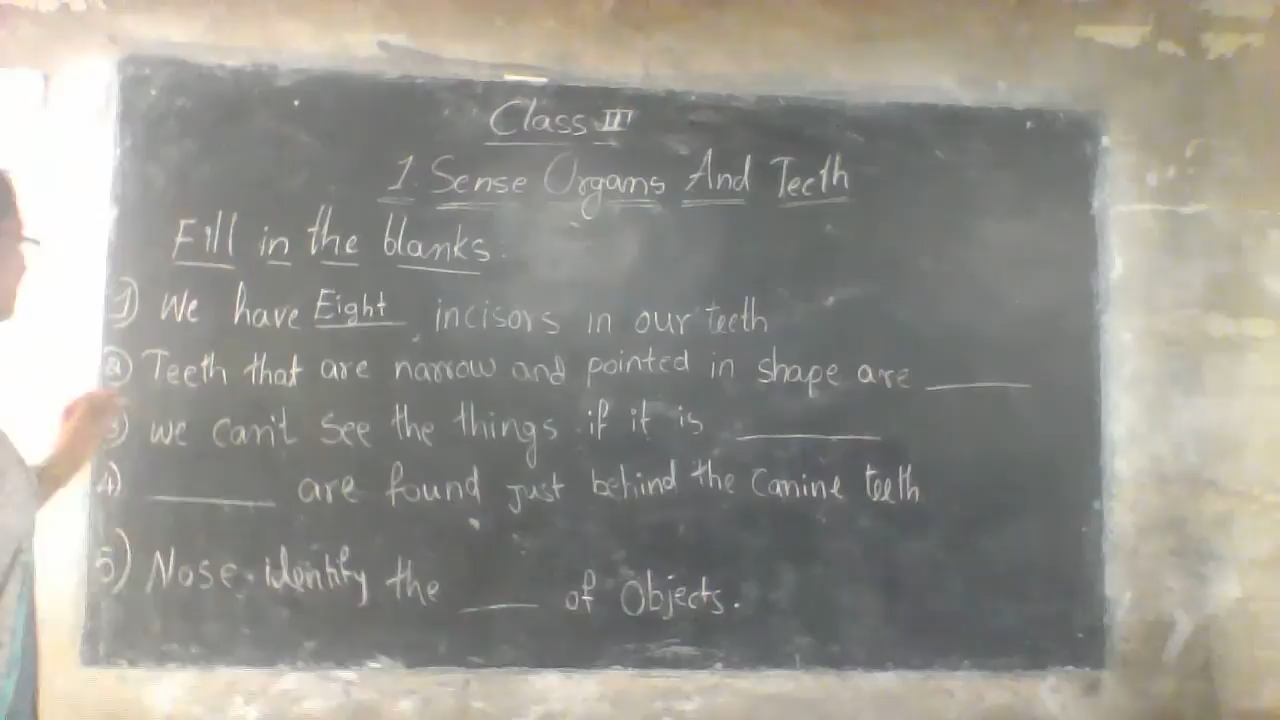 Class III
1. Sense Organs And Teeth
Fill in the blanks.
1) We have Eight incisors in our teeth
2) Teeth that are narrow and pointed in shape are ______
3) we can't see the things if it is ______
4) ______ are found just behind the canine teeth
5) Nose identify the ____ of Objects.